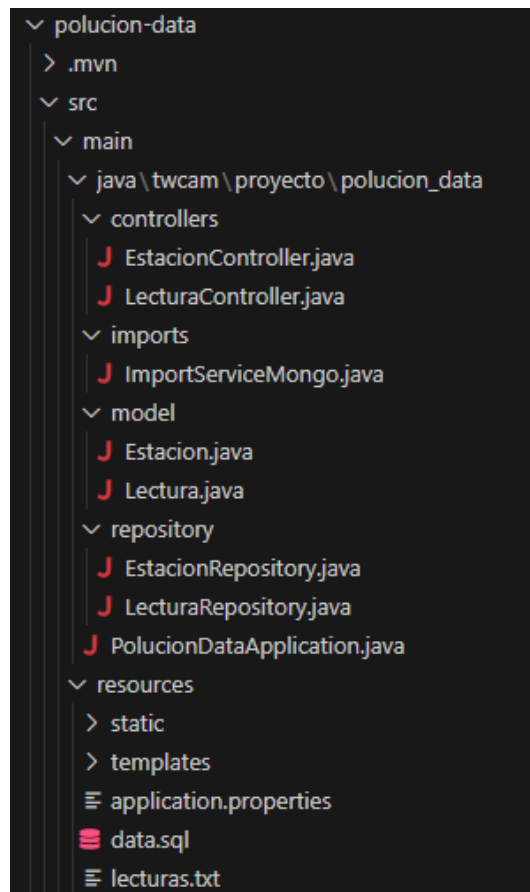 polucion-data
.mvn
src
main
java\twcam\proyecto\polucion_data
controllers
J EstacionController.java
J LecturaController.java
imports
J ImportServiceMongo.java
model
J Estacion.java
J Lectura.java
repository
J EstacionRepository.java
J LecturaRepository.java
J PolucionDataApplication.java
resources
static
templates
application.properties
data.sql
lecturas.txt